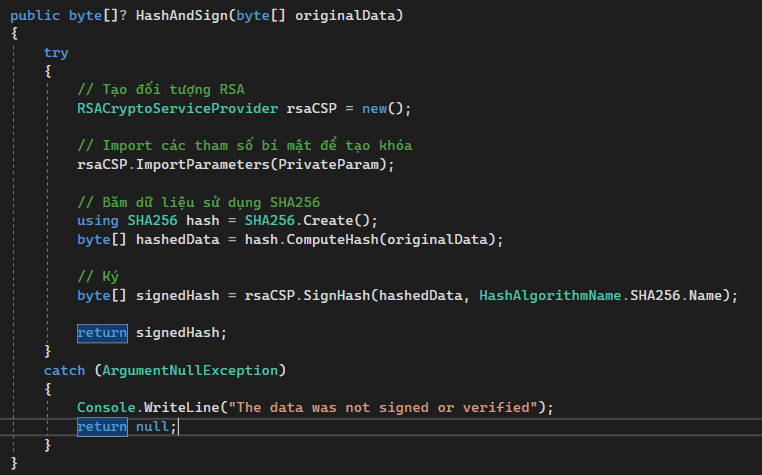 public byte[]? HashAndSign(byte[] originalData)
{
try
{
// Tạo đối tượng RSA
RSACryptoServiceProvider rsaCSP = new();
// Import các tham số bí mật để tạo khóa
rsaCSP.ImportParameters(PrivateParam);
// Băm dữ liệu sử dụng SHA256
using SHA256 hash = SHA256.Create();
byte[] hashedData = hash.ComputeHash(originalData);
// Ký
byte[] signedHash = rsaCSP.SignHash(hashedData, HashAlgorithmName.SHA256.Name);
return signedHash;
}
catch (ArgumentNullException)
{
Console.WriteLine("The data was not signed or verified");
return null;
}
}